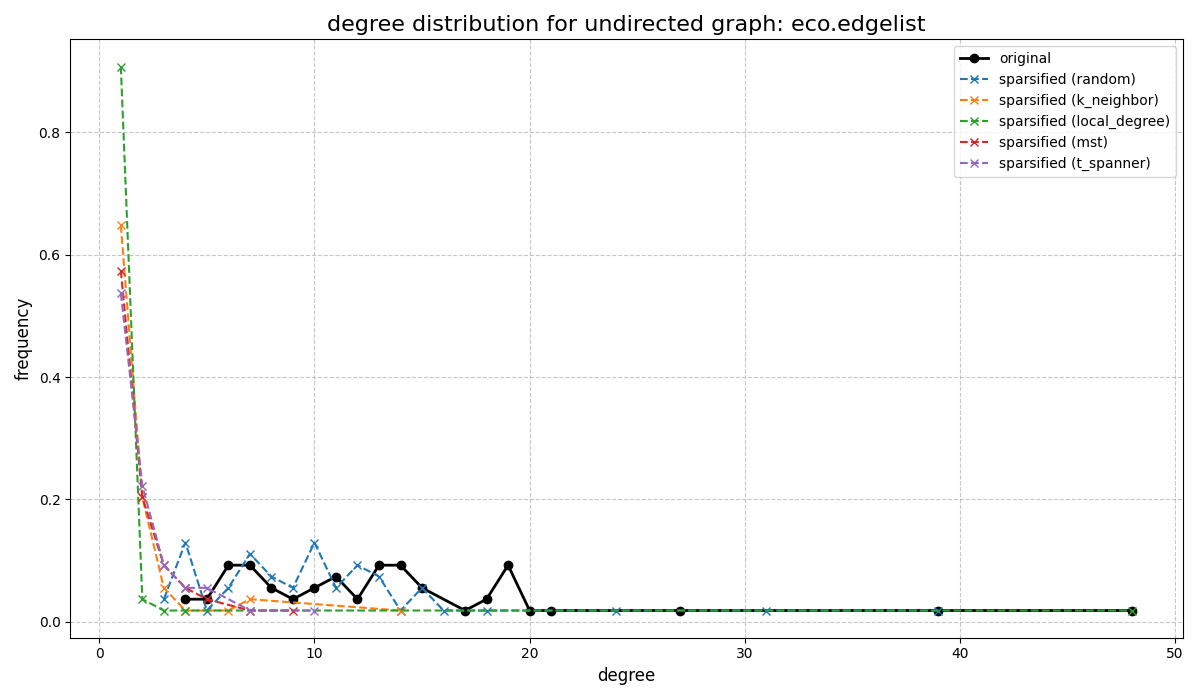 degree distribution for undirected graph: eco.edgelist
original
sparsified (random)
sparsified (k_neighbor)
sparsified (local_degree)
sparsified (mst)
sparsified (t_spanner)
frequency
0.8
0.6
0.4
0.2
0.0
0 10 20 30 40 50
degree